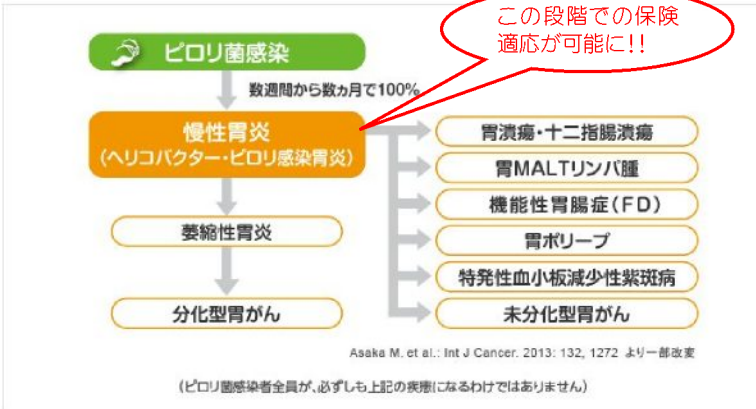 この段階での保険
適応が可能に!!
ピロリ菌感染
数週間から数ヵ月で100%
慢性胃炎
(ヘリコバクター・ピロリ感染胃炎)
萎縮性胃炎
分化型胃がん
胃潰瘍・十二指腸潰瘍
胃MALTリンパ腫
機能性胃腸症(FD)
胃ポリープ
特発性血小板減少性紫斑病
未分化型胃がん
Asaka M. et al.: Int J Cancer. 2013: 132, 1272 より一部改変
(ピロリ菌感染者全員が、必ずしも上記の疾患になるわけではありません)